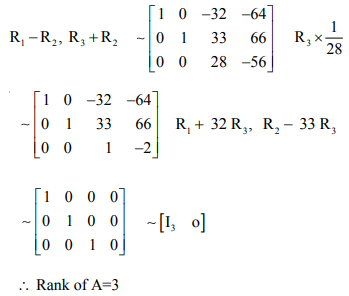 R₁ – R₂, R₃ + R₂ ~ [1 0 –32 –64
0 1 33 66
0 0 28 –56] R₃ × 1/28
~ [1 0 –32 –64
0 1 33 66
0 0 1 –2] R₁ + 32 R₃, R₂ – 33 R₃
~ [1 0 0 0
0 1 0 0
0 0 1 0] ~ [I₃ o]
∴ Rank of A=3